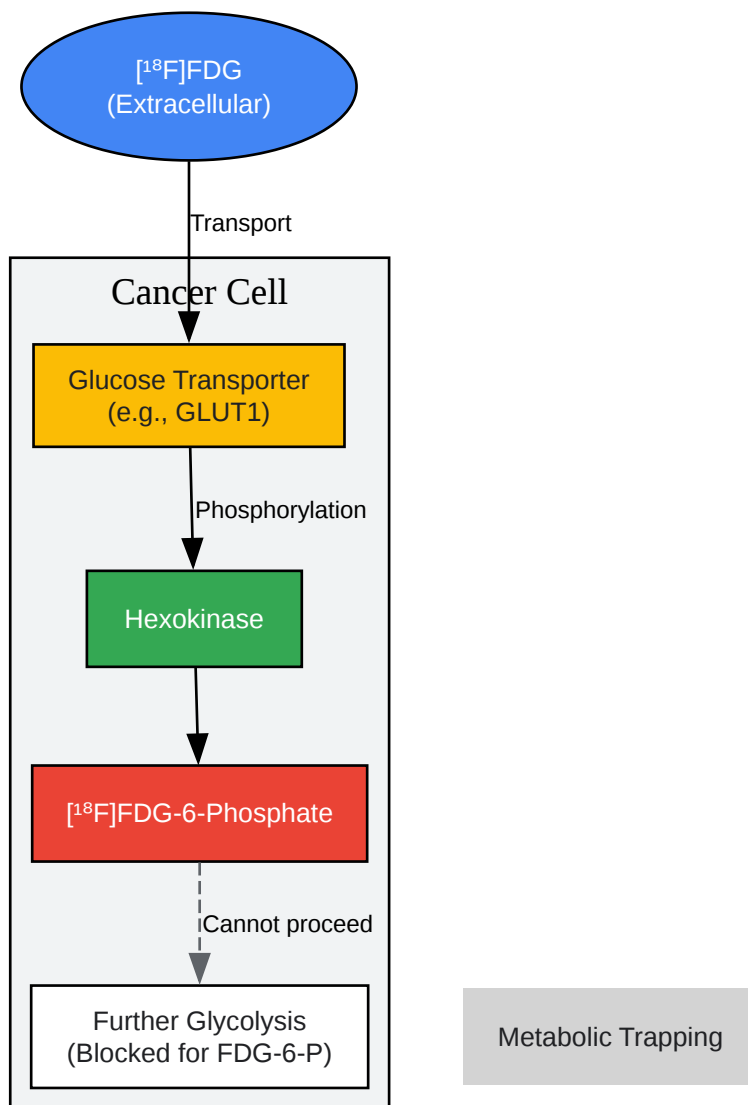 [¹⁸F]FDG
(Extracellular)
Transport
Cancer Cell
Glucose Transporter
(e.g., GLUT1)
Phosphorylation
Hexokinase
[¹⁸F]FDG-6-Phosphate
Cannot proceed
Further Glycolysis
(Blocked for FDG-6-P)
Metabolic Trapping